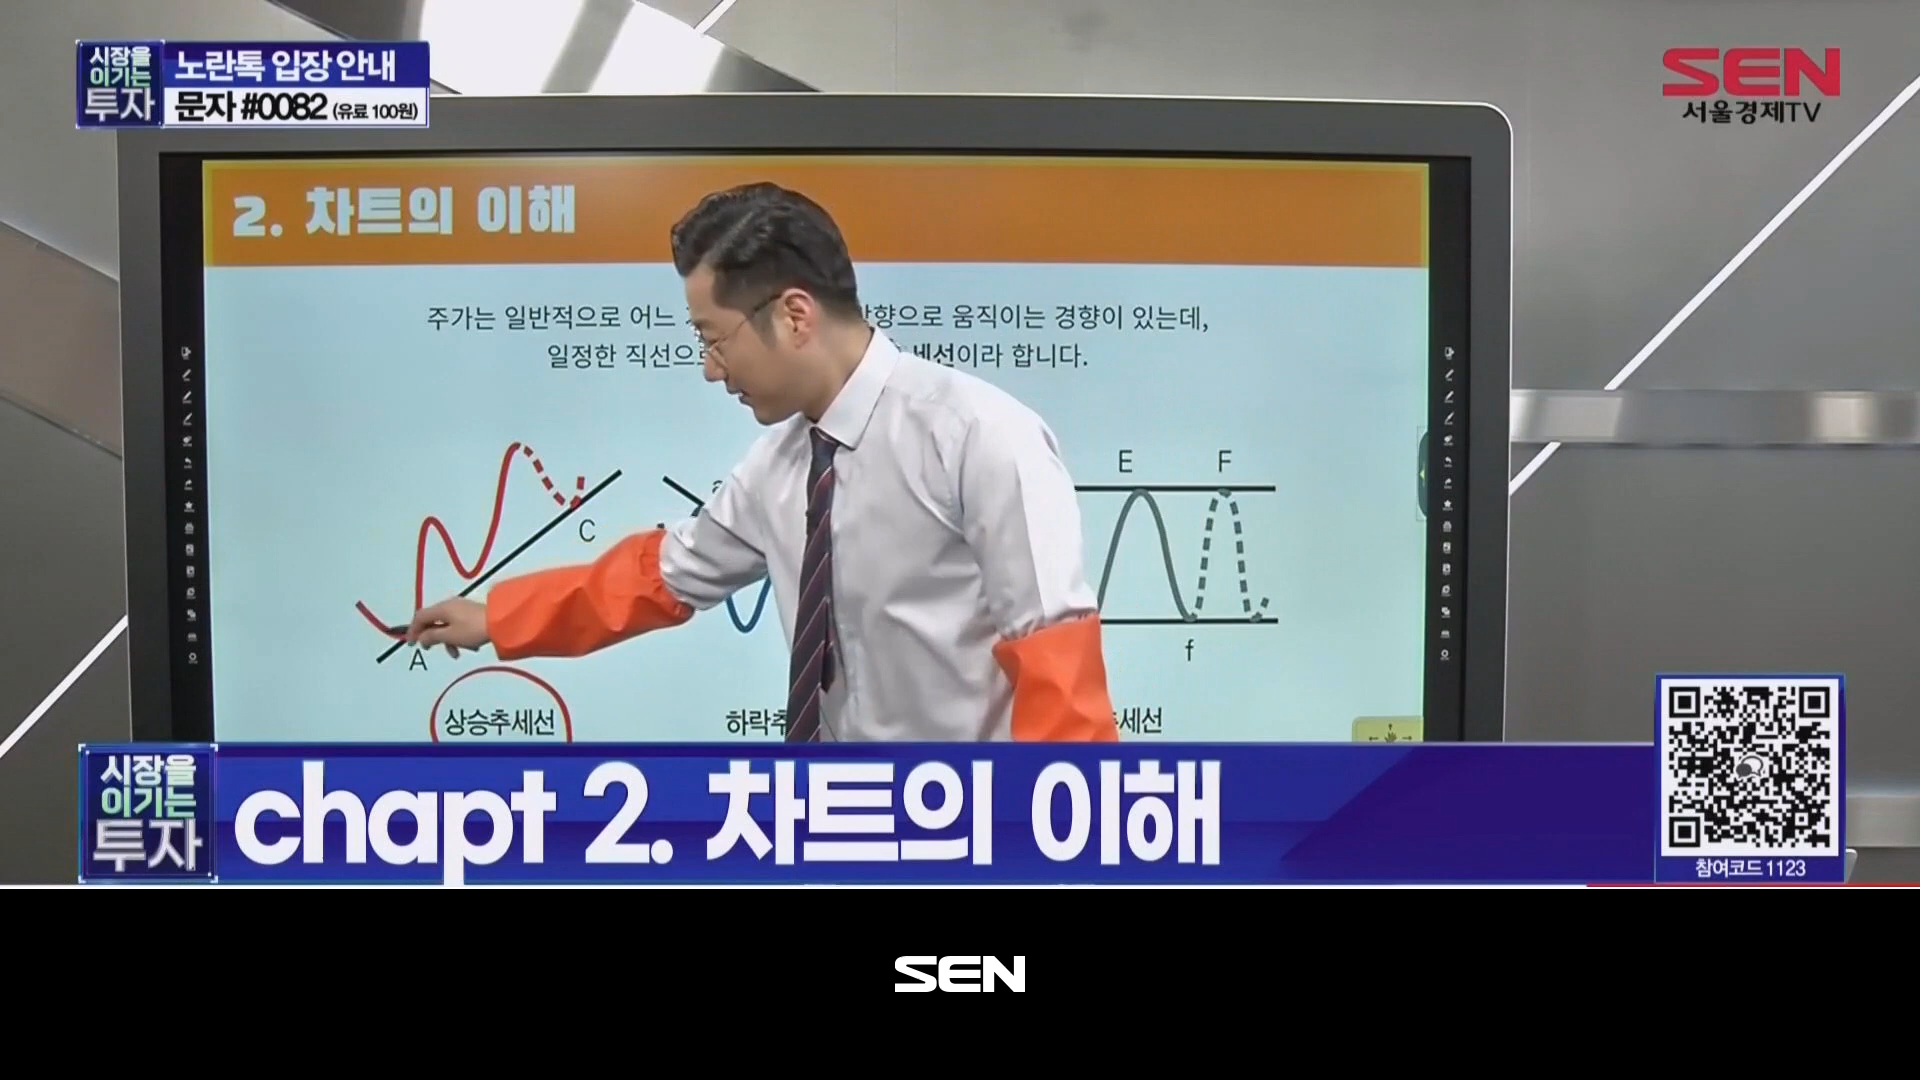 시장을
이기는
투자
노란톡 입장 안내
문자 #0082 (유료 100원)
SEN
서울경제TV
2. 차트의 이해
주가는 일반적으로 어느 향으로 움직이는 경향이 있는데,
일정한 직선으로 세선이라 합니다.
E F
a
C
A
f
상승추세선 하락추 세선
시장을
이기는
투자
chapt 2. 차트의 이해
참여코드 1123
SEN